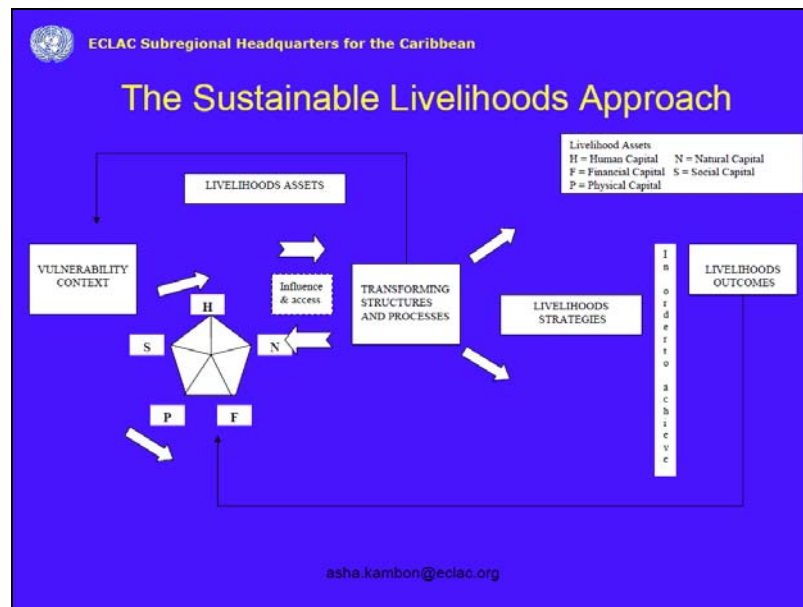 ECLAC Subregional Headquarters for the Caribbean
The Sustainable Livelihoods Approach
Livelihood Assets
H = Human Capital N = Natural Capital
F = Financial Capital S = Social Capital
P = Physical Capital
LIVELIHOODS ASSETS
VULNERABILITY
CONTEXT
Influence
& access
TRANSFORMING
STRUCTURES
AND PROCESSES
LIVELIHOODS
STRATEGIES
In orderto achieve
LIVELIHOODS
OUTCOMES
H
S
N
P
F
asha.kambon@eclac.org